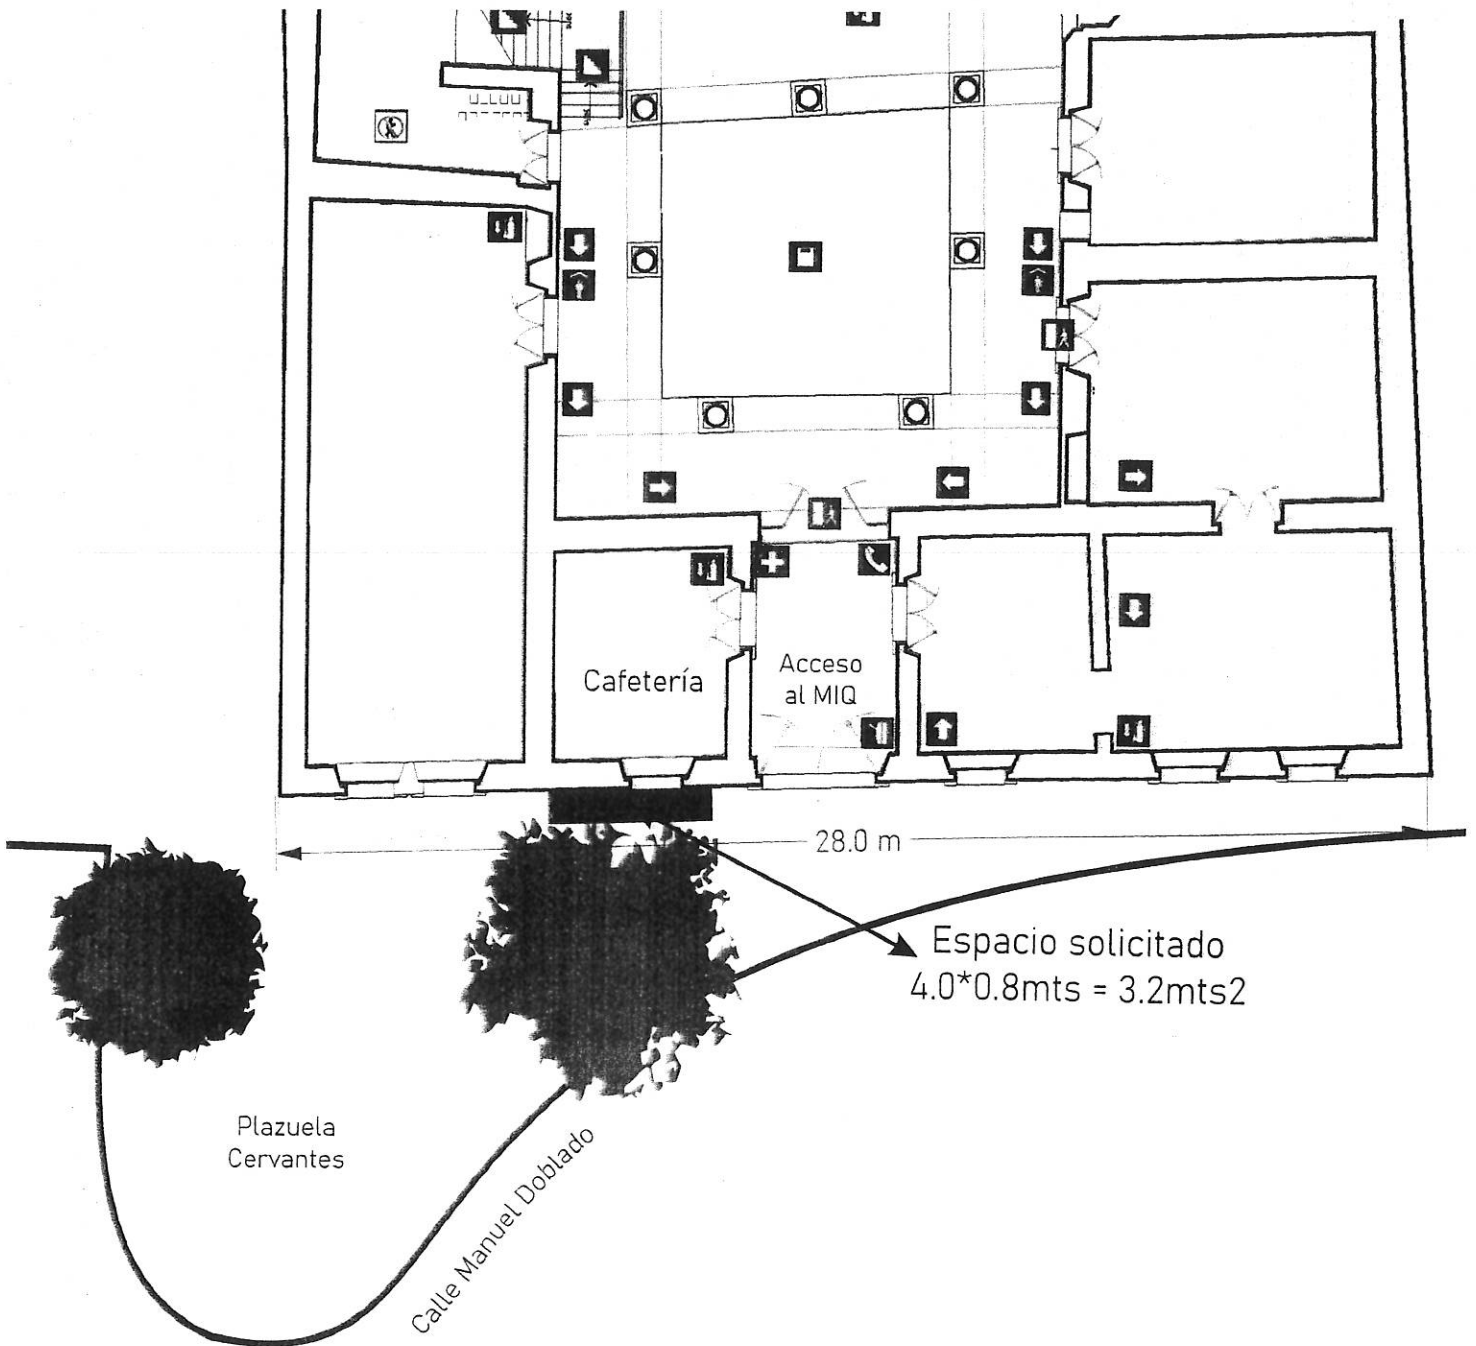 Cafetería
Acceso
al MIQ
28.0 m
Espacio solicitado
4.0*0.8mts = 3.2mts2
Plazuela
Cervantes
Calle Manuel Doblado